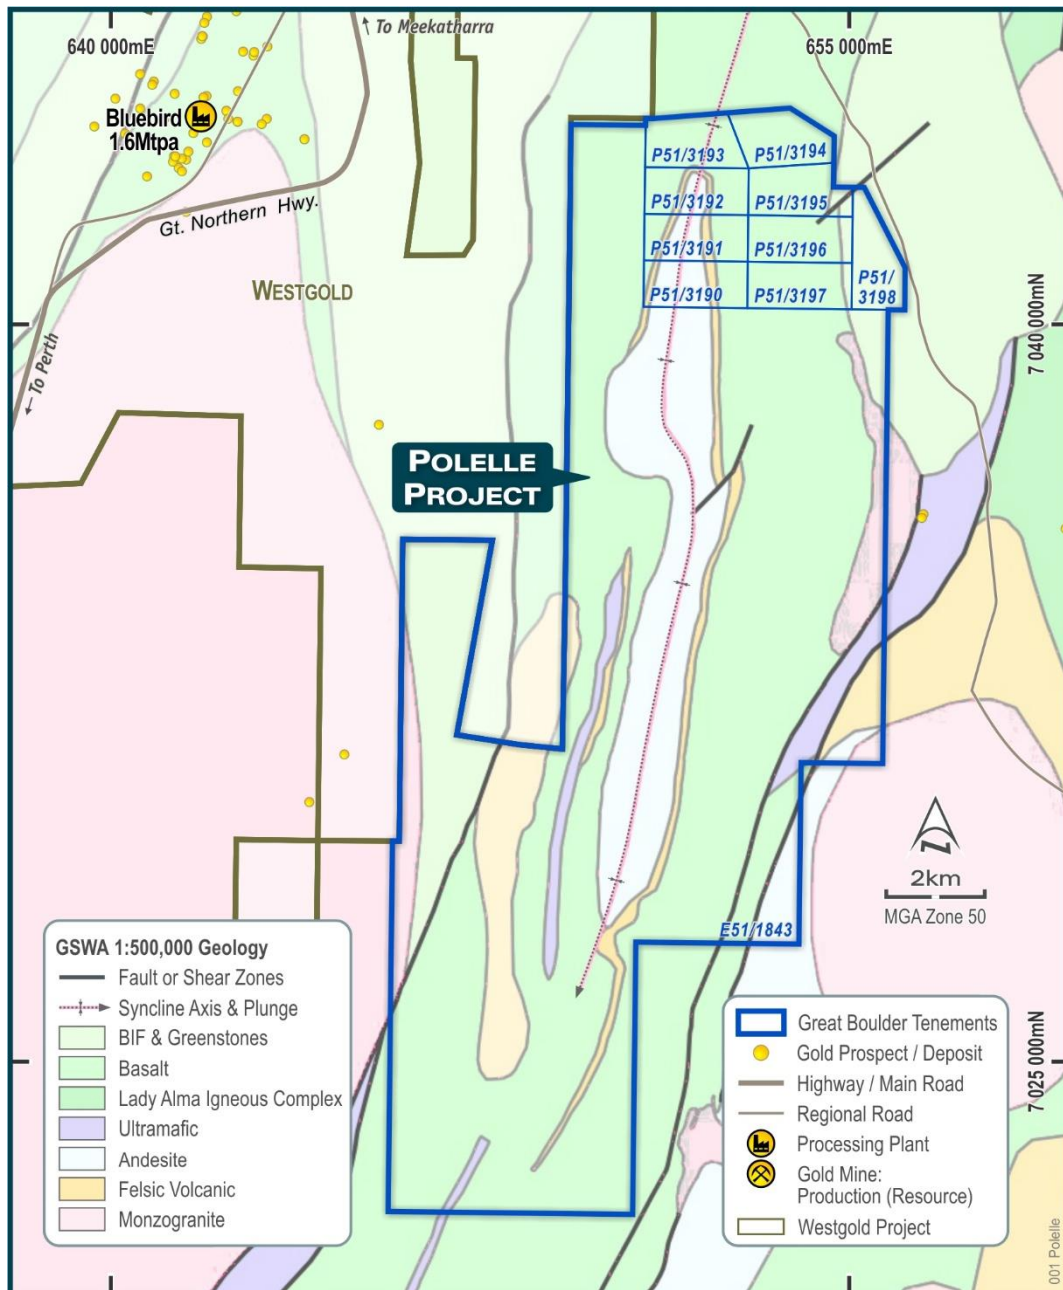 640 000mE
To Meekatharra
655 000mE
Bluebird
1.6Mtpa
P51/3193
P51/3194
Gt. Northern Hwy.
P51/3192
P51/3195
P51/3191
P51/3196
WESTGOLD
P51/3190
P51/3197
P51/
3198
7 040 000mN
← To Perth
POLELLE
PROJECT
N
2km
MGA Zone 50
E51/1843
GSWA 1:500,000 Geology
Fault or Shear Zones
Syncline Axis & Plunge
BIF & Greenstones
Basalt
Lady Alma Igneous Complex
Ultramafic
Andesite
Felsic Volcanic
Monzogranite
Great Boulder Tenements
Gold Prospect / Deposit
Highway / Main Road
Regional Road
Processing Plant
Gold Mine:
Production (Resource)
Westgold Project
7 025 000mN
001 Polelle